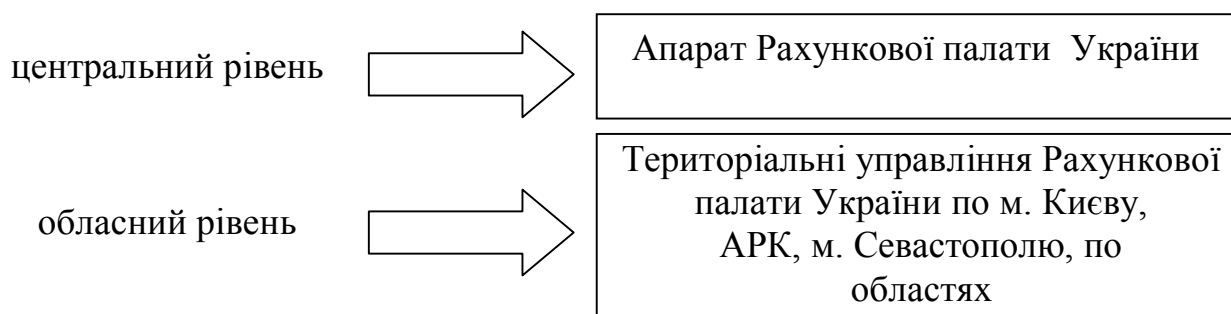 центральний рівень
Апарат Рахункової палати України
обласний рівень
Територіальні управління Рахункової
палати України по м. Києву,
АРК, м. Севастополю, по
областях